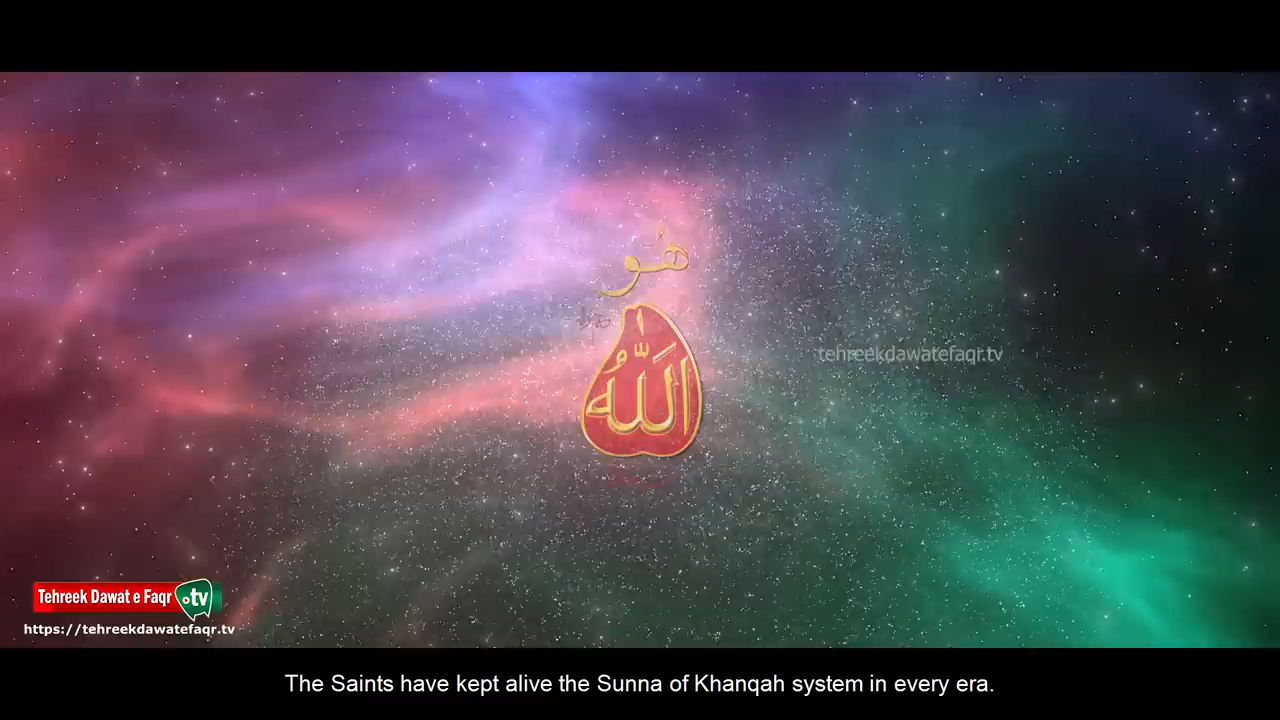 هُو
اللّٰهُ
tehreekdawatefaqr.tv
Tehreek Dawat e Faqr .tv
https://tehreekdawatefaqr.tv
The Saints have kept alive the Sunna of Khanqah system in every era.